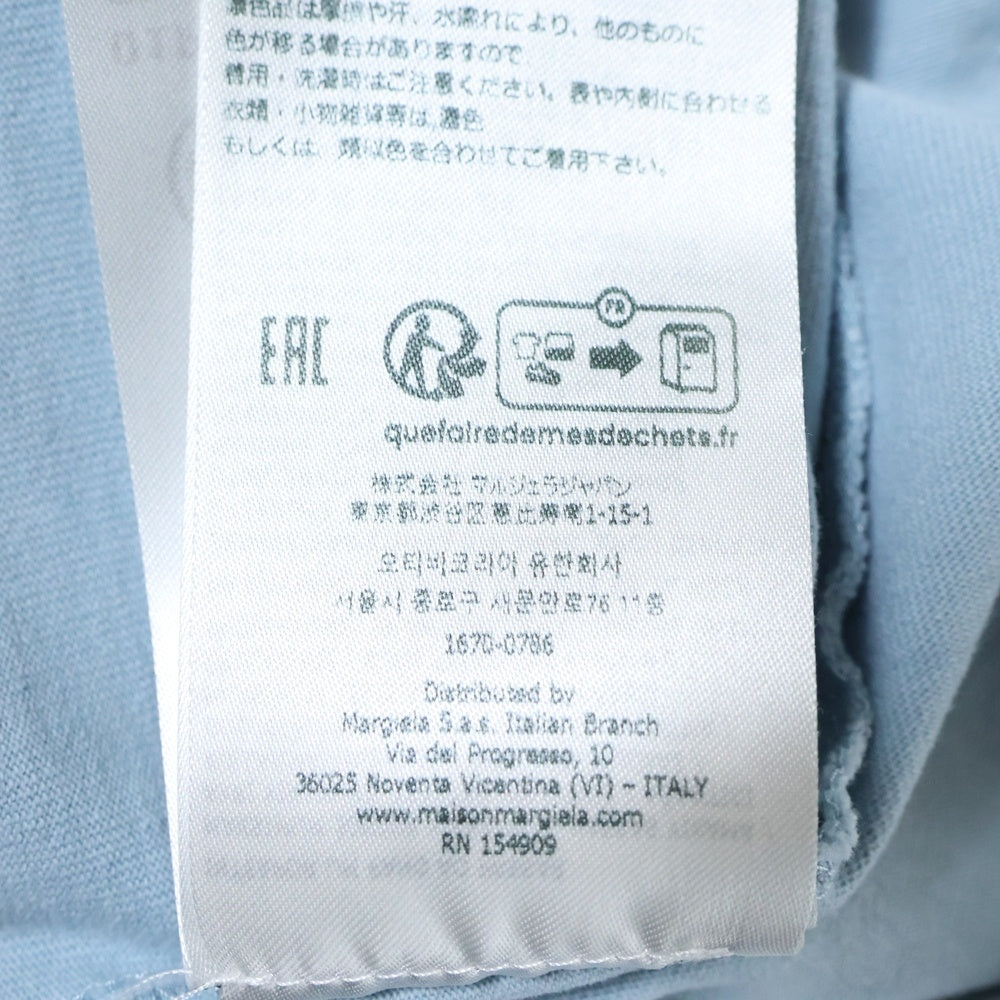 濃色品は摩擦や汗、水濡れにより、他のものに
色が移る場合がありますので
着用・洗濯時はご注意ください。表や内側に合わせる
衣類・小物雑貨等は、濃色
もしくは、類似色を合わせてご着用下さい。
EAC
FR
quefairedemesdechets.fr
株式会社 マルジェラジャパン
東京都渋谷区恵比寿南1-15-1
오티비코리아 유한회사
서울시 종로구 새문안로76 11층
1670-0786
Distributed by
Margiela S.a.s. Italian Branch
Via del Progresso, 10
36025 Noventa Vicentina (VI) – ITALY
www.maisonmargiela.com
RN 154909